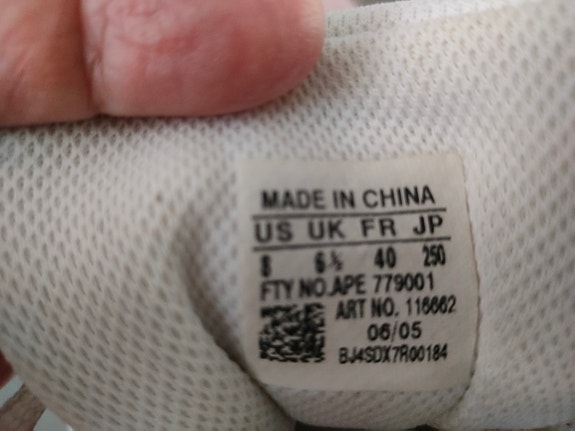 MADE IN CHINA
US UK FR JP
8 6½ 40 250
FTY NO.APE 779001
ART NO. 116662
06/05
BJ4SDX7R00184